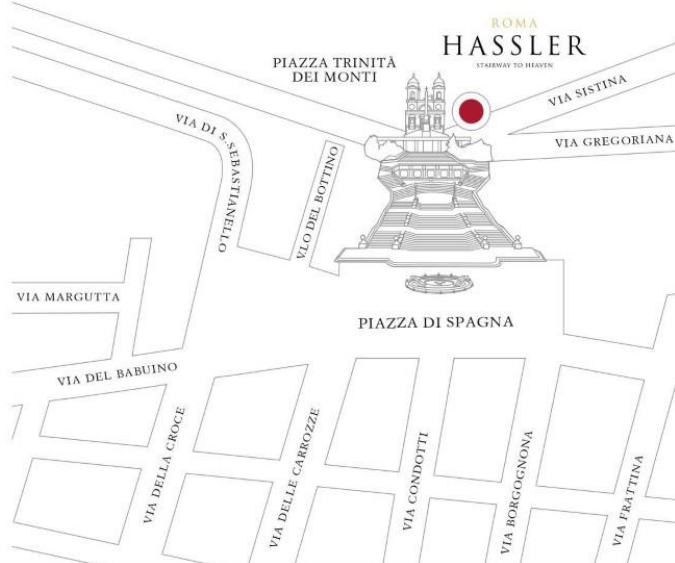 ROMA
HASSLER
STAIRWAY TO HEAVEN
PIAZZA TRINITÀ
DEI MONTI
VIA SISTINA
VIA GREGORIANA
VIA DI S.SEBASTIANELLO
V.LO DEL BOTTINO
VIA MARGUTTA
PIAZZA DI SPAGNA
VIA DEL BABUINO
VIA DELLA CROCE
VIA DELLE CARROZZE
VIA CONDOTTI
VIA BORGOGNONA
VIA FRATTINA